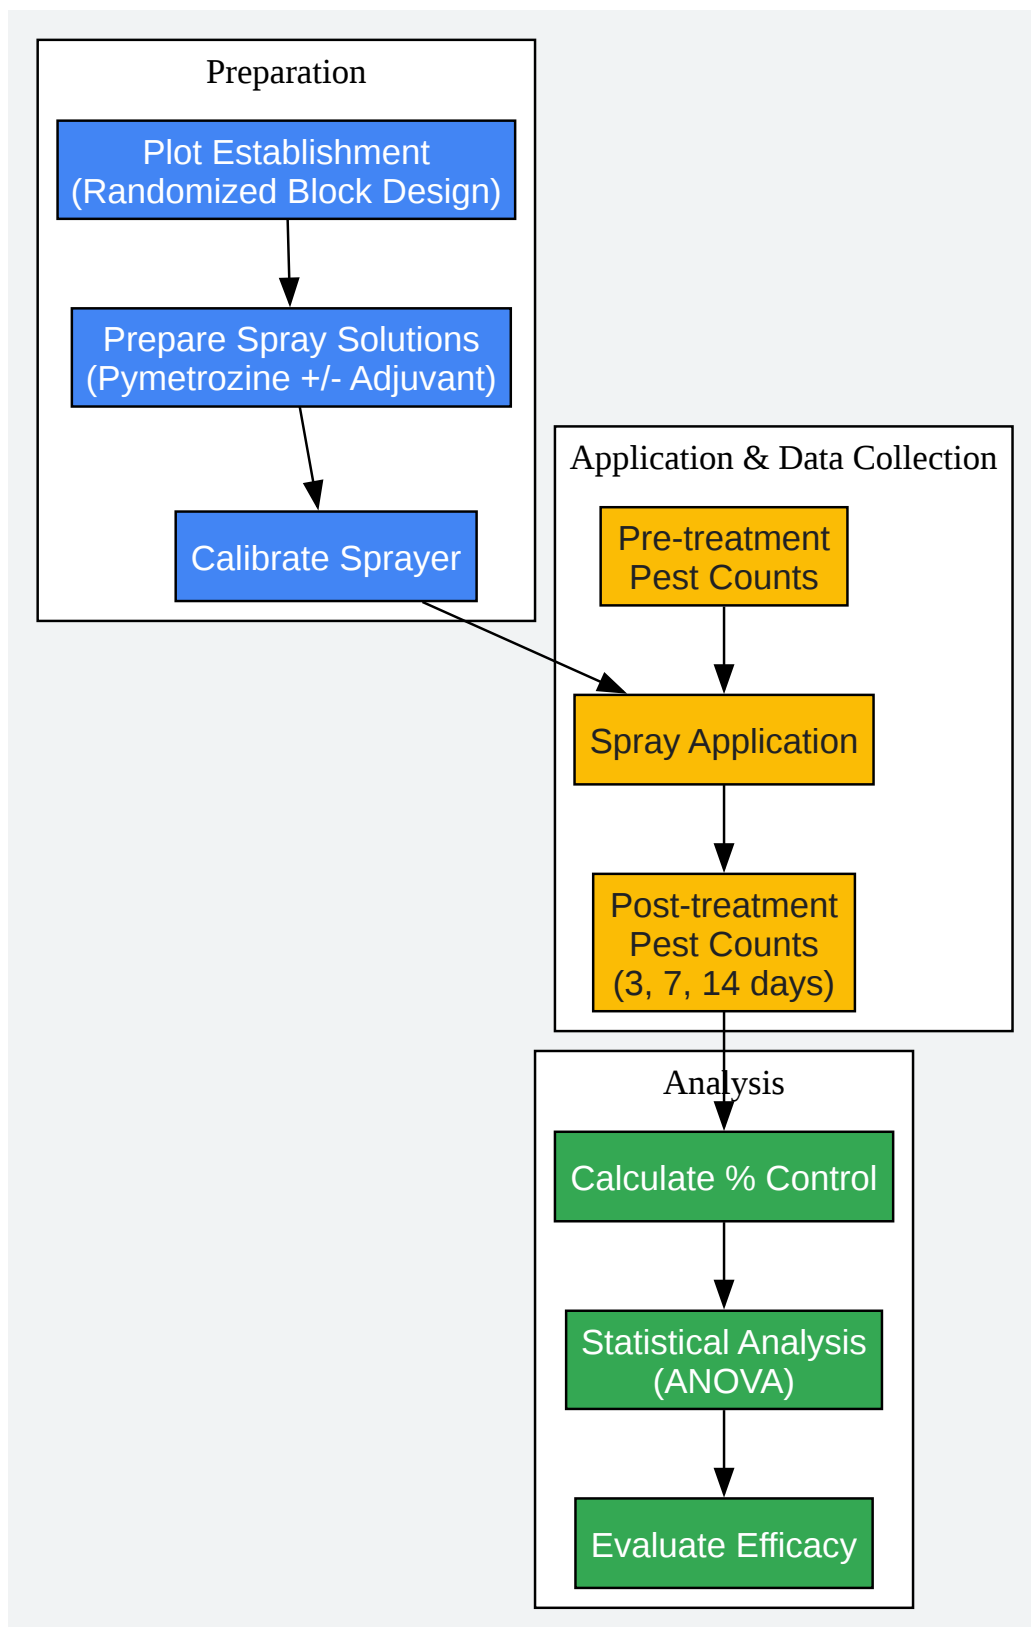 Preparation
Plot Establishment
(Randomized Block Design)
Prepare Spray Solutions
(Pymetrozine +/- Adjuvant)
Calibrate Sprayer
Application & Data Collection
Pre-treatment
Pest Counts
Spray Application
Post-treatment
Pest Counts
(3, 7, 14 days)
Analysis
Calculate % Control
Statistical Analysis
(ANOVA)
Evaluate Efficacy